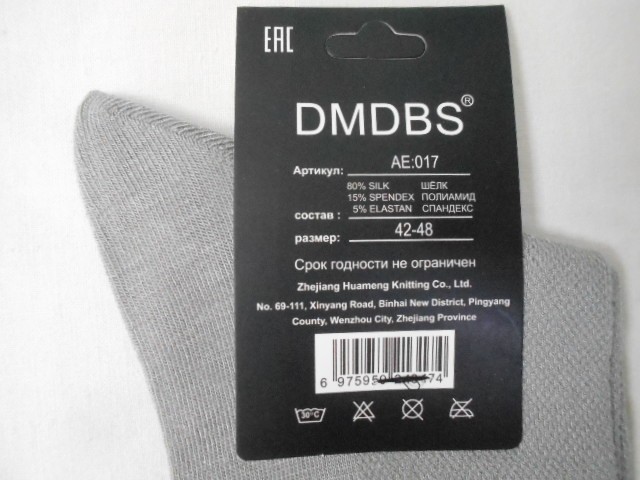 EAC
DMDBS®
Артикул: AE:017
80% SILK ШЁЛК
15% SPENDEX ПОЛИАМИД
состав : 5% ELASTAN СПАНДЕКС
размер: 42-48
Срок годности не ограничен
Zhejiang Huameng Knitting Co., Ltd.
No. 69-111, Xinyang Road, Binhai New District, Pingyang
County, Wenzhou City, Zhejiang Province
6
30°C